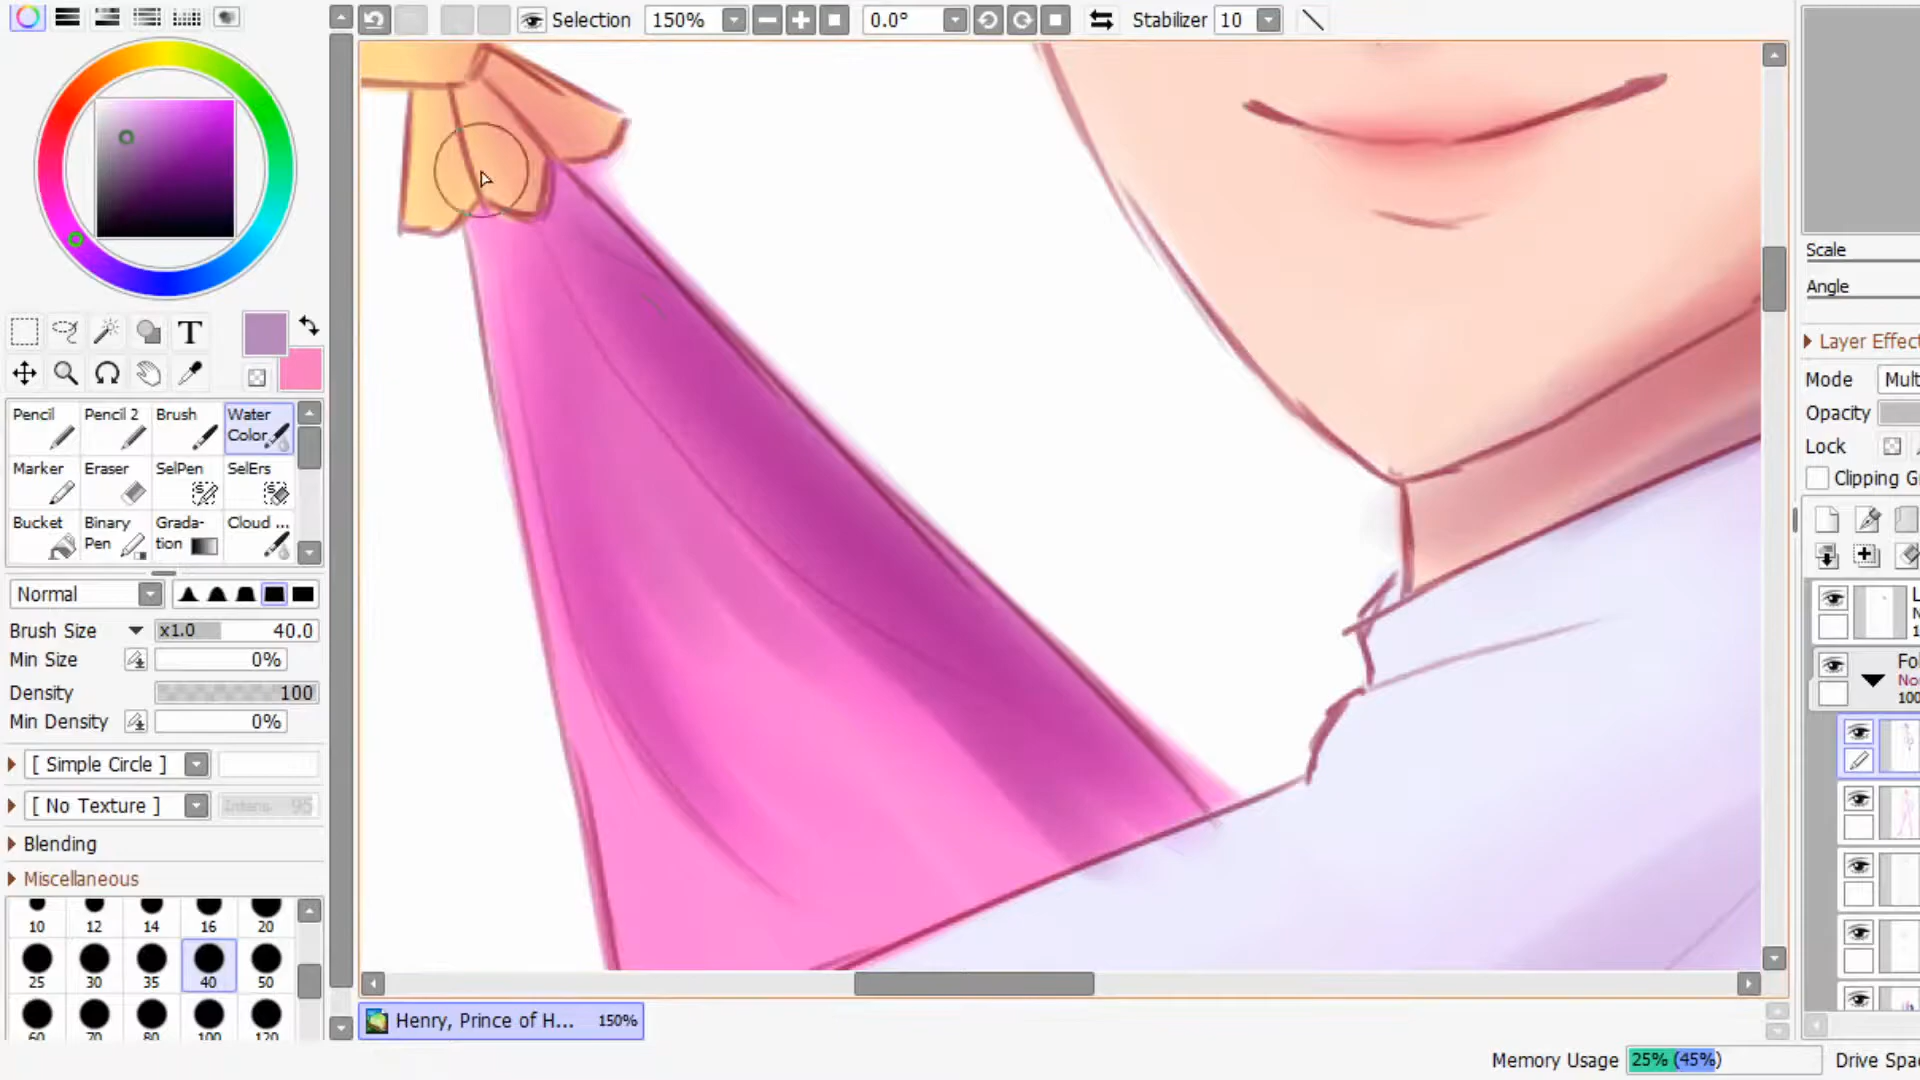 Selection 150% 0.0° Stabilizer 10
T
Pencil Pencil 2 Brush Water Color
Marker Eraser SelPen SelErs
Bucket Binary Pen Grada-tion Cloud ...
Normal
Brush Size x1.0 40.0
Min Size 0%
Density 100
Min Density 0%
[ Simple Circle ]
[ No Texture ] Intens. 95
Blending
Miscellaneous
10 12 14 16 20
25 30 35 40 50
60 70 80 100 120
Scale
Angle
Layer Effect
Mode Mult
Opacity
Lock
Clipping G
L
N
1
Fo
No
100
Henry, Prince of H... 150%
Memory Usage 25% (45%) Drive Spa